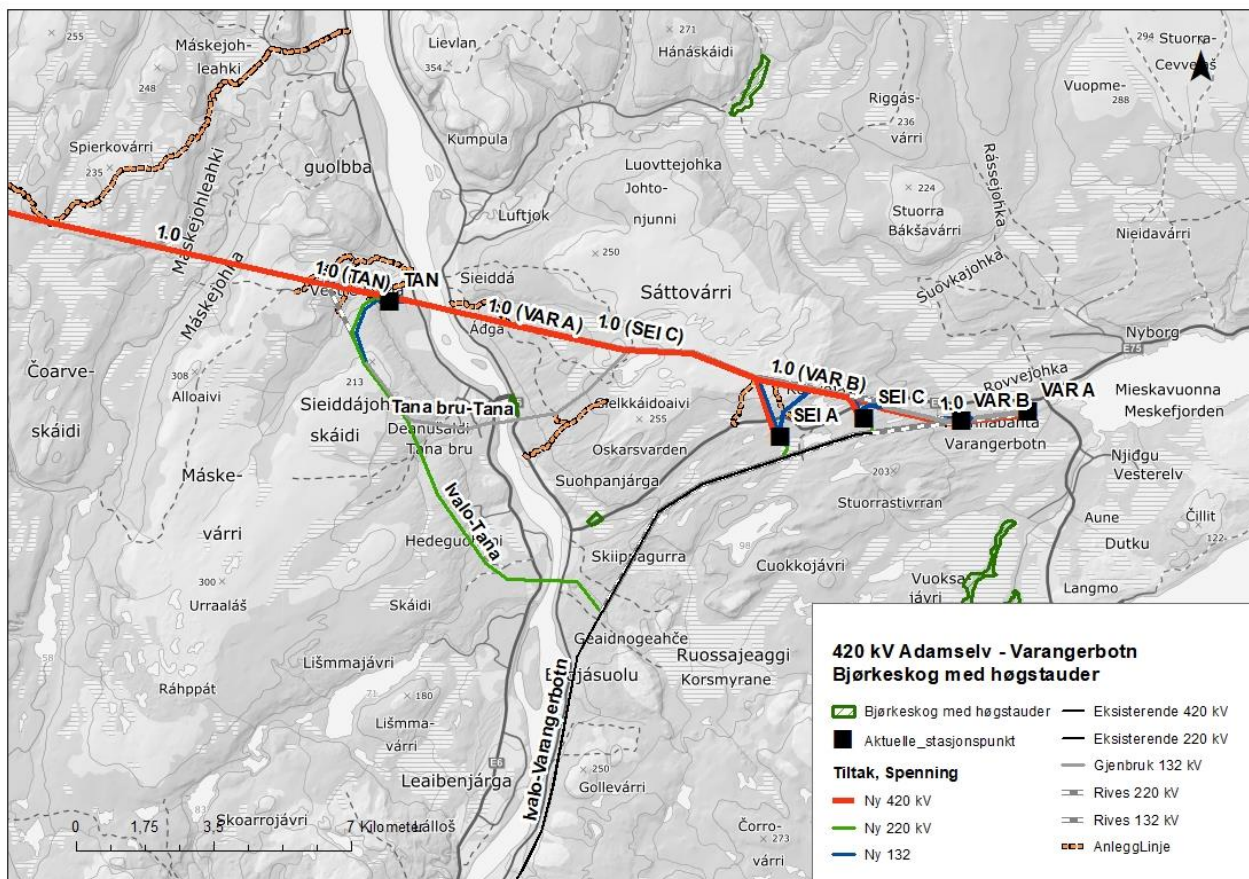 255
Máskejoh-
leahki
Lievlan
354
271
Hánáskáidi
294
Stuorra-
Vuopme-
288
248
Riggás-
236
várri
Kumpula
Spierkovárri
235
guolbba
Luovttejohka
Johto-
njunni
Rássejohka
224
Stuorra
Bákšavárri
Máskejohleahki
Luftjok
Nieidavárri
1.0
250
Máskejohka
1.0 (TAN)
TAN
Sieiddá
Suovkajohka
Sáttovárri
1.0 (VAR A)
Ádgá
1.0 (SEI C)
Nyborg
E75
Máskejohka
1.0 (VAR B)
Rovvejohka
Čoarve-
skáidi
308
Alloaivi
213
SEI C
VAR A
Mieskavuonna
Meskefjorden
Sieiddájoh
skáidi
Tana bru-Tana
Deanušaldi
Tana bru
255
SEI A
1.0
VAR B
Varangerbotn
Oskarsvarden
Njiđgu
Vesterelv
Máske-
várri
Suohpanjárga
203
Stuorrastivrran
Ivalo-Tana
Aune
Dutku
Čillit
122
Skiippagurra
98
Cuokkojávri
Vuoksa-
jávri
Langmo
300
Urraaláš
Skáidi
Geaidnogeahče
Ruossajeaggi
Korsmyrane
58
Lišmmajávri
Ráhppát
71
180
Lišmma-
várri
Ivalo-Varangerbotn
Leaibenjárga
E6
250
Gollevárri
83
Skoarrojávri
Čorro-
273
várri
0 1,75 3,5 7 Kilometer
420 kV Adamselv - Varangerbotn
Bjørkeskog med høgstauder
Bjørkeskog med høgstauder
Aktuelle_stasjonspunkt
Tiltak, Spenning
Ny 420 kV
Ny 220 kV
Ny 132
Eksisterende 420 kV
Eksisterende 220 kV
Gjenbruk 132 kV
Rives 220 kV
Rives 132 kV
AnleggLinje